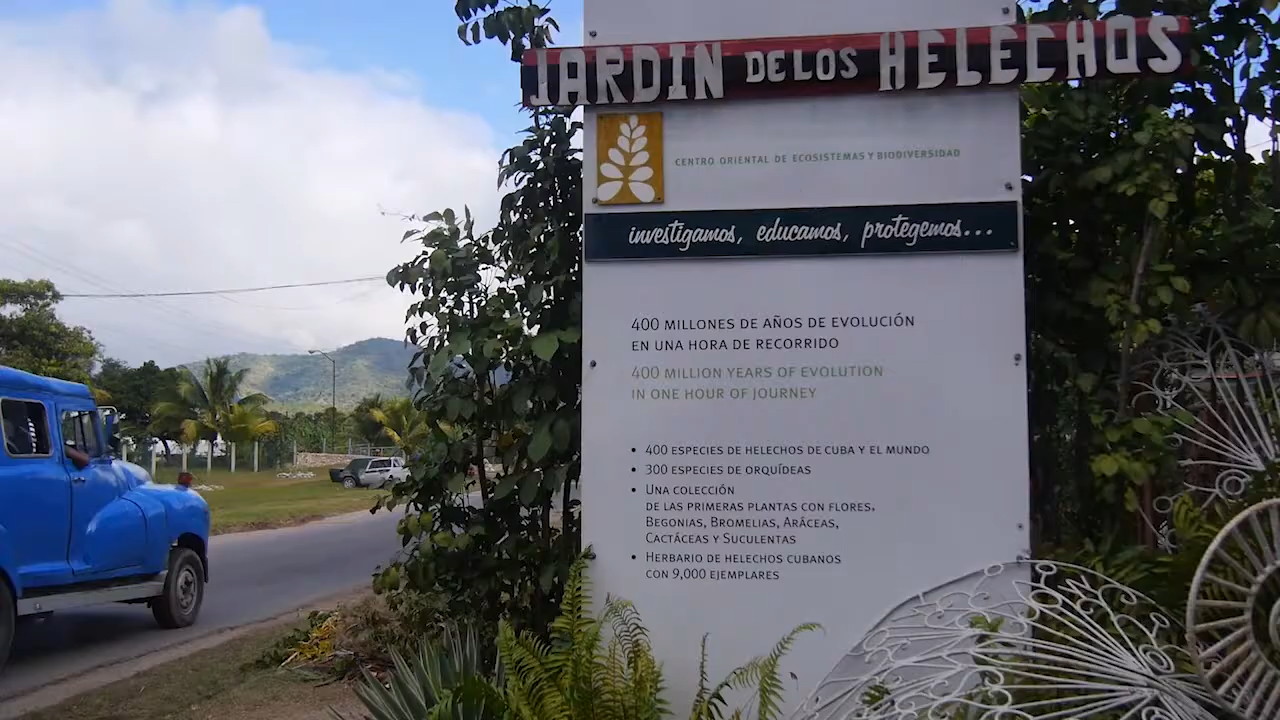 JARDIN DE LOS HELECHOS
CENTRO ORIENTAL DE ECOSISTEMAS Y BIODIVERSIDAD
investigamos, educamos, protegemos...
400 MILLONES DE AÑOS DE EVOLUCIÓN
EN UNA HORA DE RECORRIDO
400 MILLION YEARS OF EVOLUTION
IN ONE HOUR OF JOURNEY
• 400 ESPECIES DE HELECHOS DE CUBA Y EL MUNDO
• 300 ESPECIES DE ORQUÍDEAS
• UNA COLECCIÓN
DE LAS PRIMERAS PLANTAS CON FLORES.
BEGONIAS, BROMELIAS, ARÁCEAS,
CACTÁCEAS Y SUCULENTAS
• HERBARIO DE HELECHOS CUBANOS
CON 9,000 EJEMPLARES